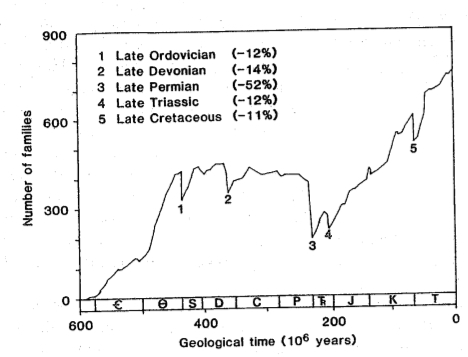 900
1 Late Ordovician (-12%)
2 Late Devonian (-14%)
3 Late Permian (-52%)
4 Late Triassic (-12%)
5 Late Cretaceous (-11%)
600
300
0
Number of families
1
2
3
4
5
Є Ө S D C P Ћ J K T
600 400 200 0
Geological time (10⁶ years)